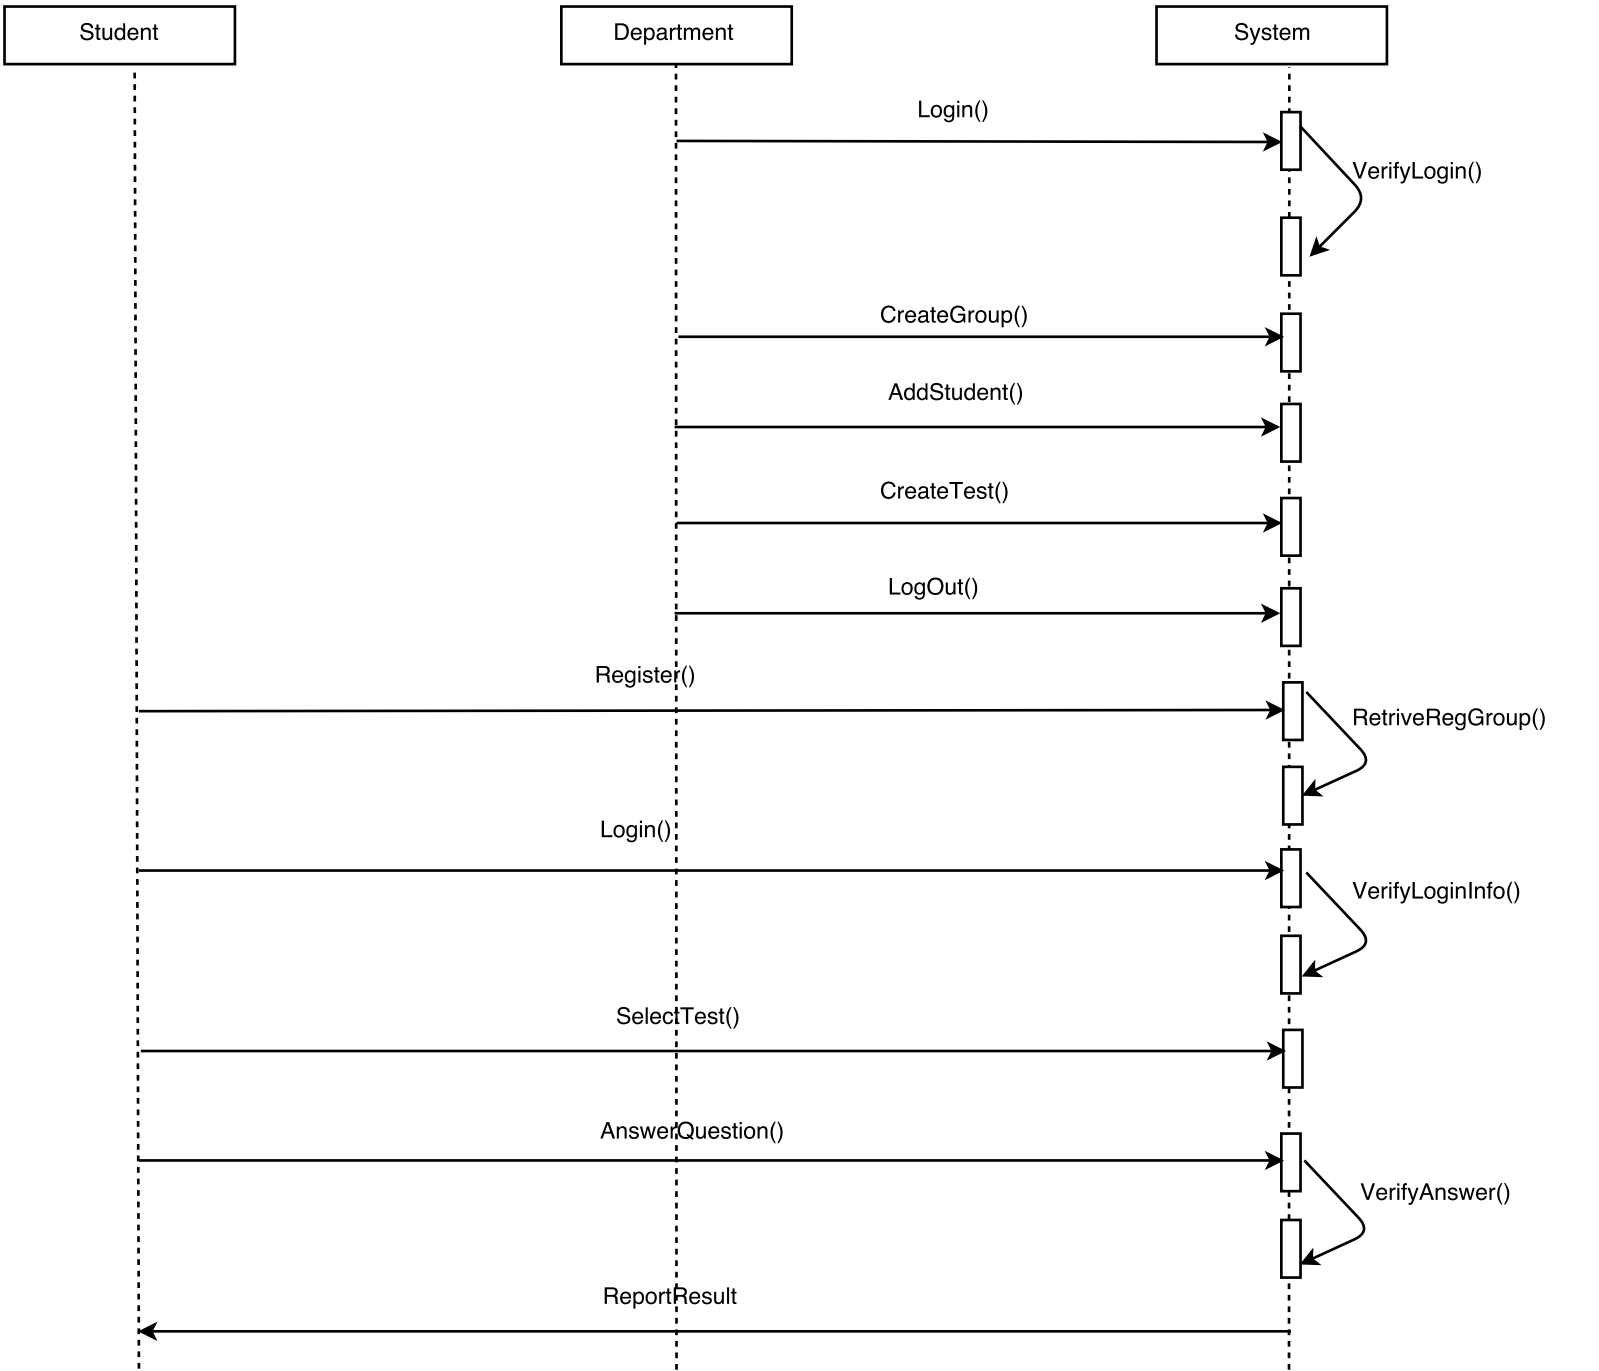 Student
Department
System
Login()
VerifyLogin()
CreateGroup()
AddStudent()
CreateTest()
LogOut()
Register()
RetriveRegGroup()
Login()
VerifyLoginInfo()
SelectTest()
AnswerQuestion()
VerifyAnswer()
ReportResult